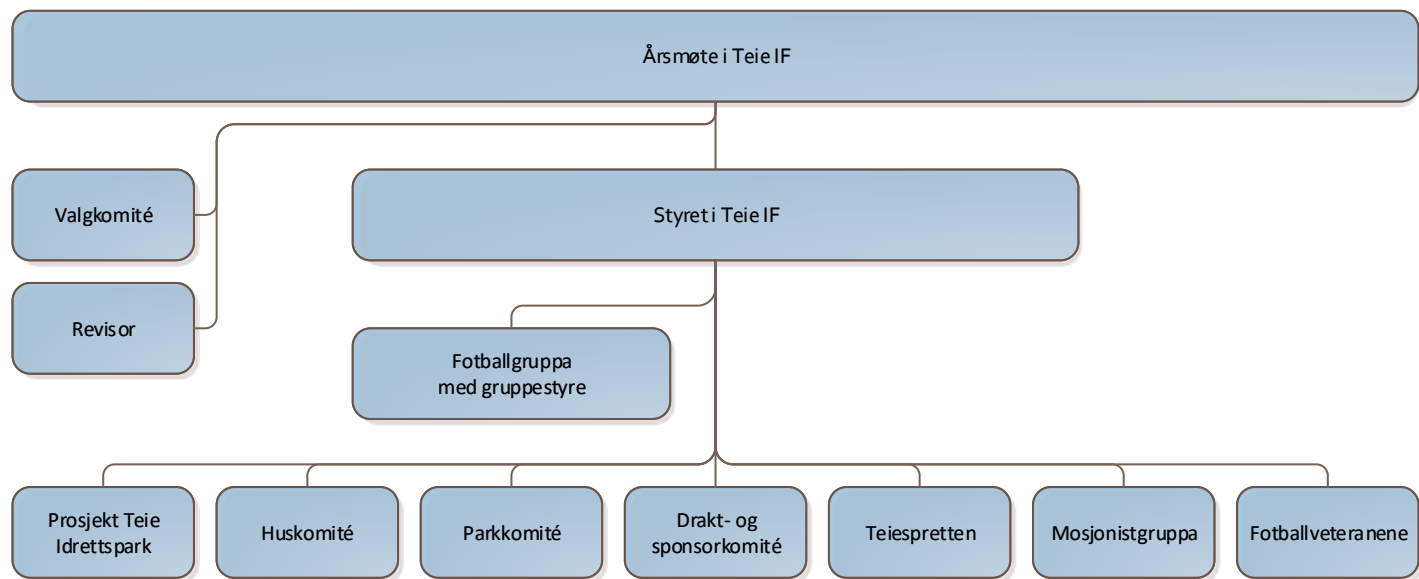 Årsmøte i Teie IF
Valgkomité
Styret i Teie IF
Revisor
Fotballgruppa
med gruppestyre
Prosjekt Teie
Idrettspark
Huskomité
Parkkomité
Drakt- og
sponsorkomité
Teiespretten
Mosjonistgruppa
Fotballveteranene